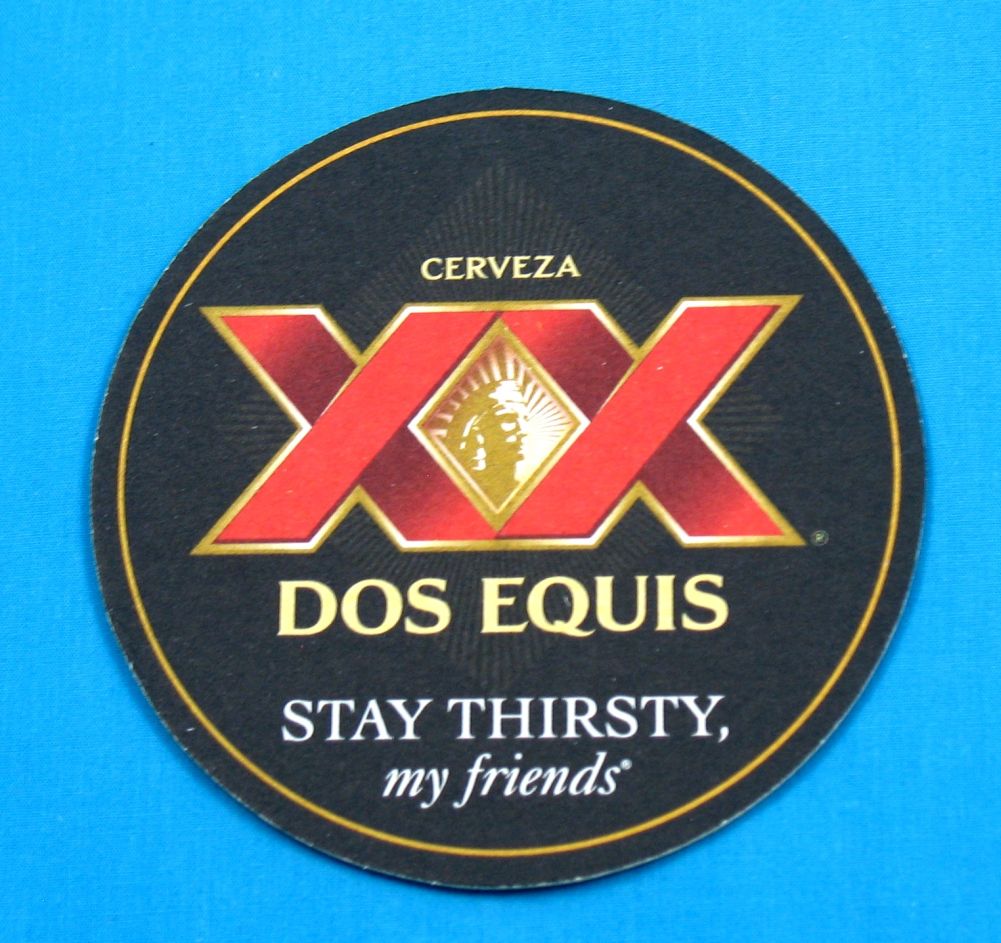 CERVEZA
XX
®
DOS EQUIS
STAY THIRSTY,
my friends®